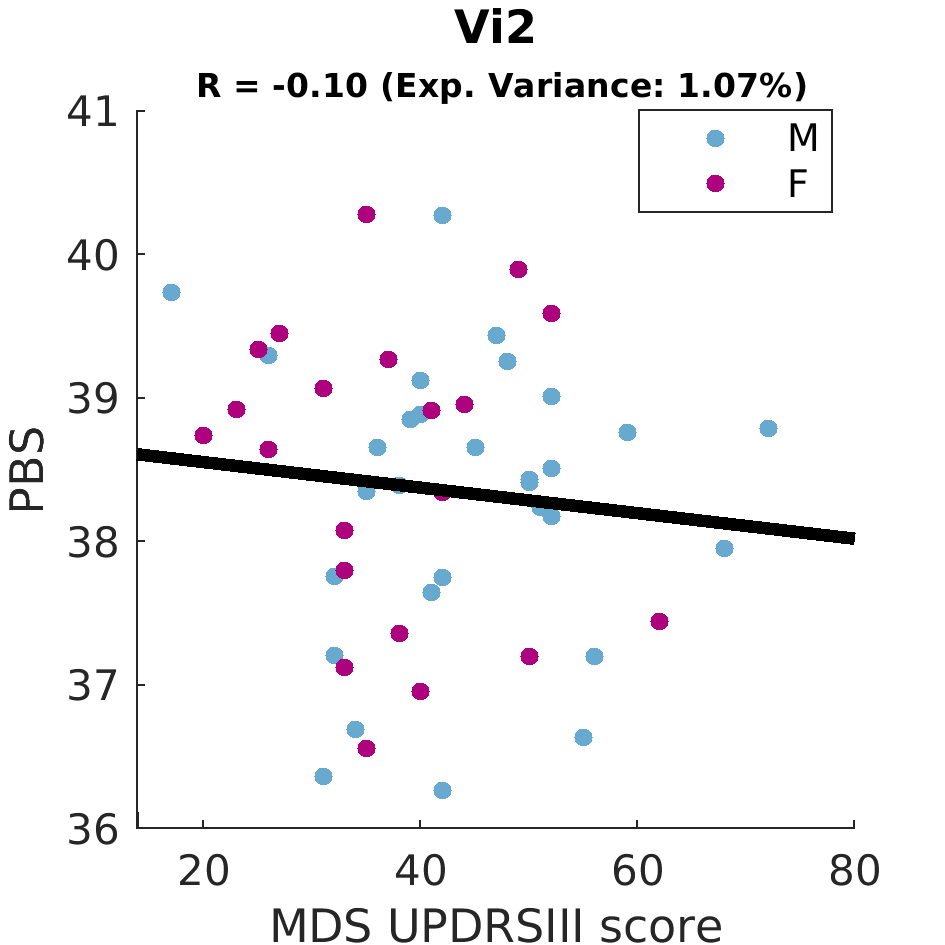 Vi2
R = -0.10 (Exp. Variance: 1.07%)
M
F
41
40
39
38
37
36
PBS
20 40 60 80
MDS UPDRSIII score